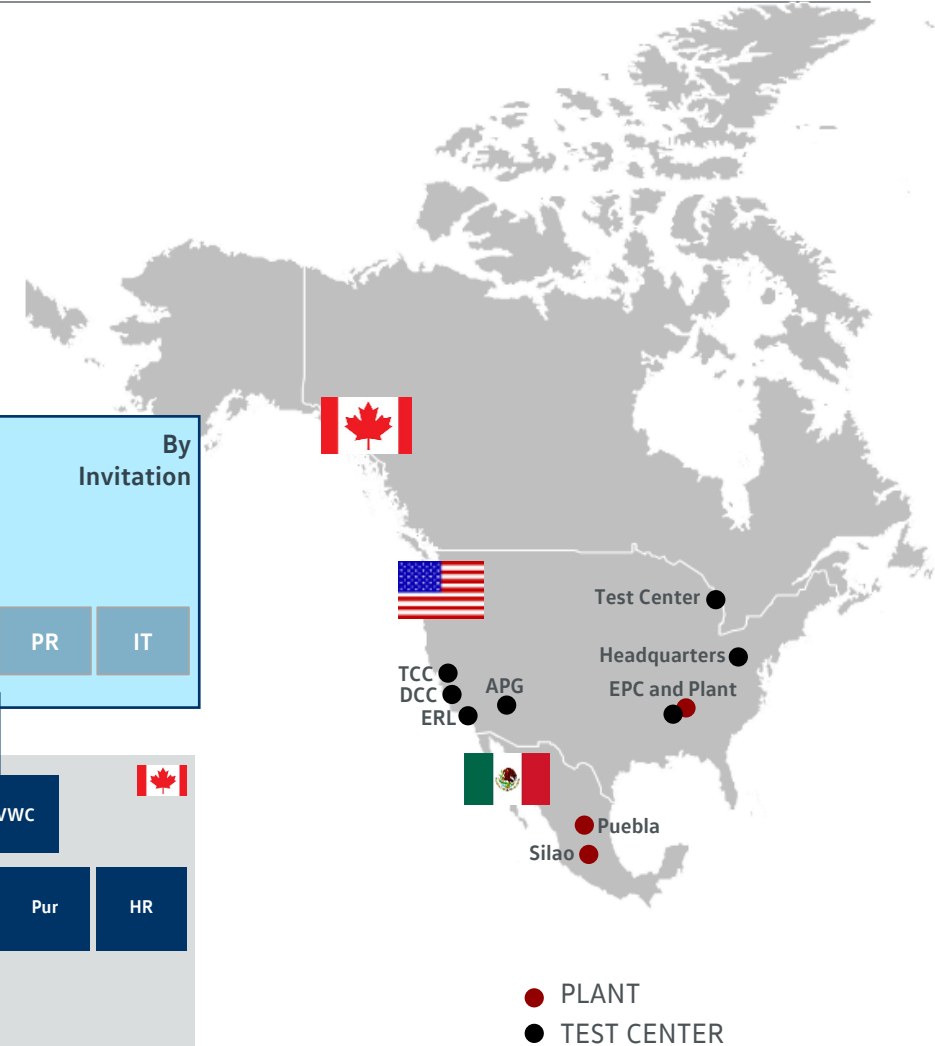 By
Invitation
PR
IT
Test Center
Headquarters
EPC and Plant
TCC
DCC
APG
ERL
VWC
Pur
HR
Puebla
Silao
PLANT
TEST CENTER